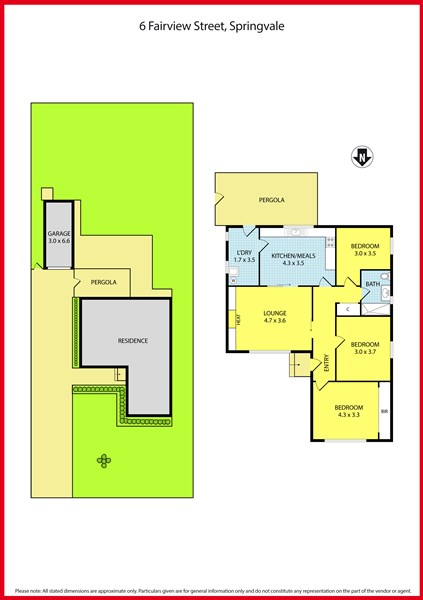 6 Fairview Street, Springvale
N
GARAGE
3.0 x 6.6
PERGOLA
RESIDENCE
PERGOLA
L'DRY
1.7 x 3.5
KITCHEN/MEALS
4.3 x 3.5
BEDROOM
3.0 x 3.5
BATH
C
HEAT
LOUNGE
4.7 x 3.6
ENTRY
BEDROOM
3.0 x 3.7
BEDROOM
4.3 x 3.3
BIR
Please note: All stated dimensions are approximate only. Particulars given are for general information only and do not constitute any representation on the part of the vendor or agent.